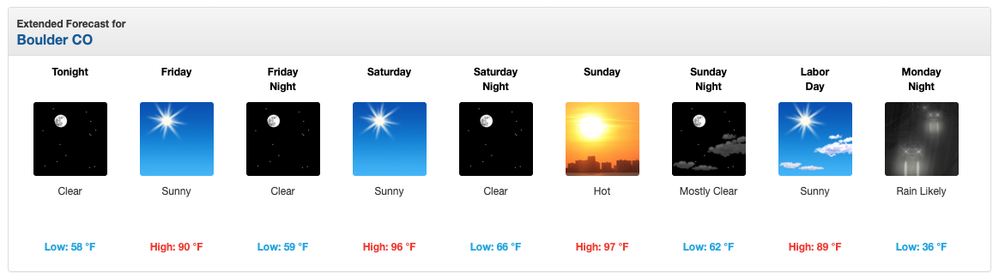 Extended Forecast for
Boulder CO
Tonight
Clear
Low: 58 °F
Friday
Sunny
High: 90 °F
Friday
Night
Clear
Low: 59 °F
Saturday
Sunny
High: 96 °F
Saturday
Night
Clear
Low: 66 °F
Sunday
Hot
High: 97 °F
Sunday
Night
Mostly Clear
Low: 62 °F
Labor
Day
Sunny
High: 89 °F
Monday
Night
Rain Likely
Low: 36 °F